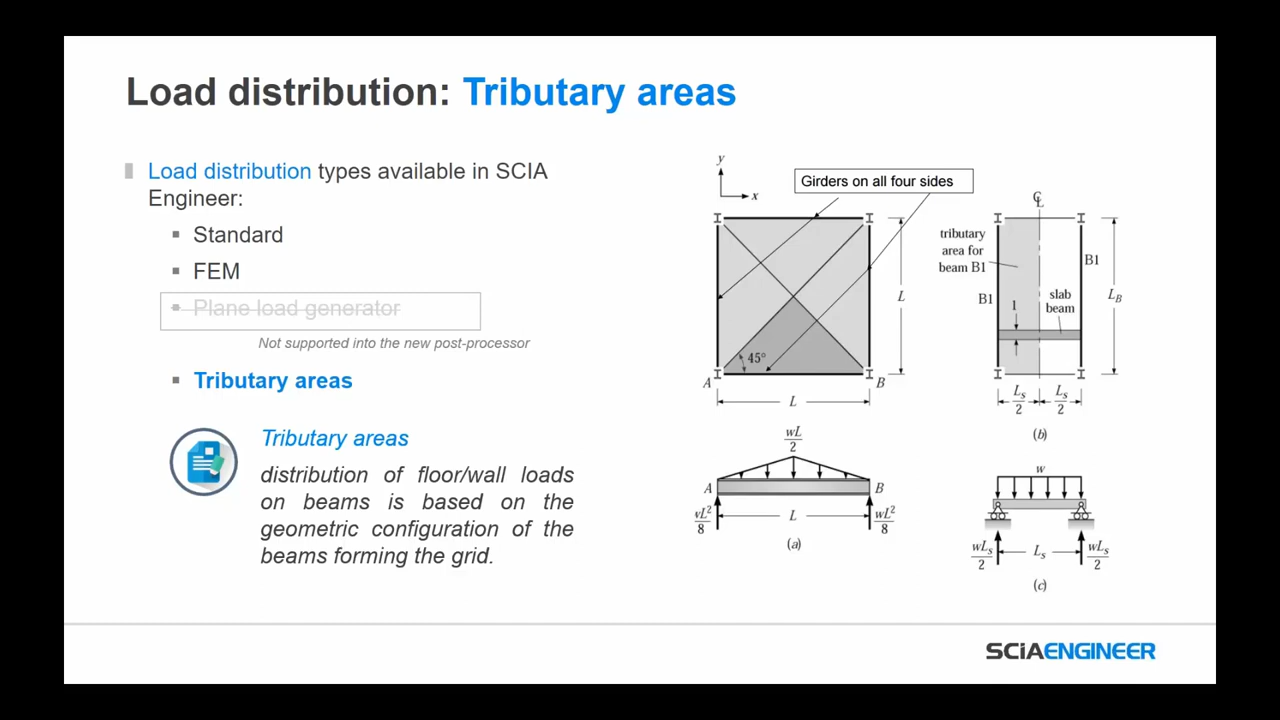 Load distribution: Tributary areas
Load distribution types available in SCIA
Engineer:
Standard
FEM
Plane load generator
Not supported into the new post-processor
Tributary areas
Tributary areas
distribution of floor/wall loads
on beams is based on the
geometric configuration of the
beams forming the grid.
y
x
Girders on all four sides
L
45°
A
B
L
wL/2
A
B
wL²/8
L
wL²/8
(a)
℄
tributary
area for
beam B1
B1
B1
slab
beam
1
L_B
L_s/2
L_s/2
(b)
w
wL_s/2
L_s
wL_s/2
(c)
SCiAENGINEER